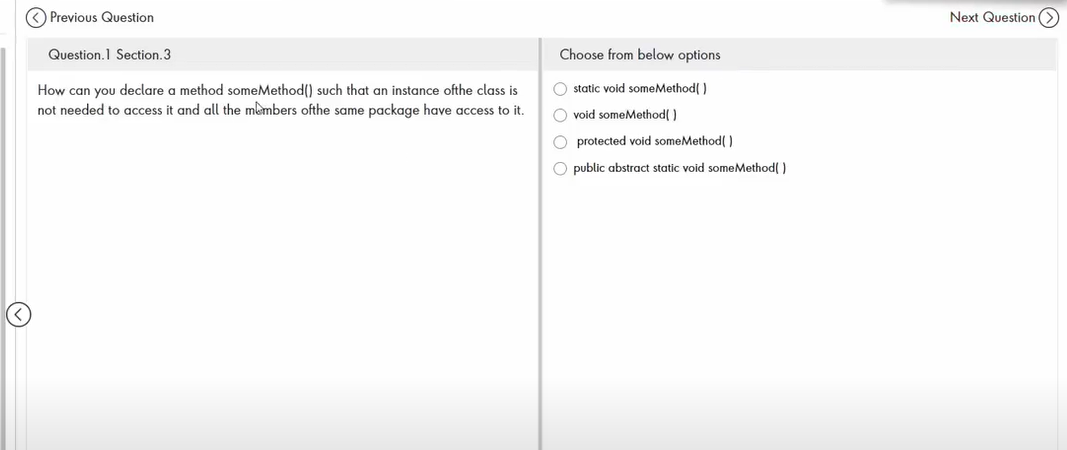 Previous Question
Next Question
Question.1 Section.3
How can you declare a method someMethod() such that an instance ofthe class is
not needed to access it and all the members ofthe same package have access to it.
Choose from below options
static void someMethod( )
void someMethod( )
protected void someMethod( )
public abstract static void someMethod( )